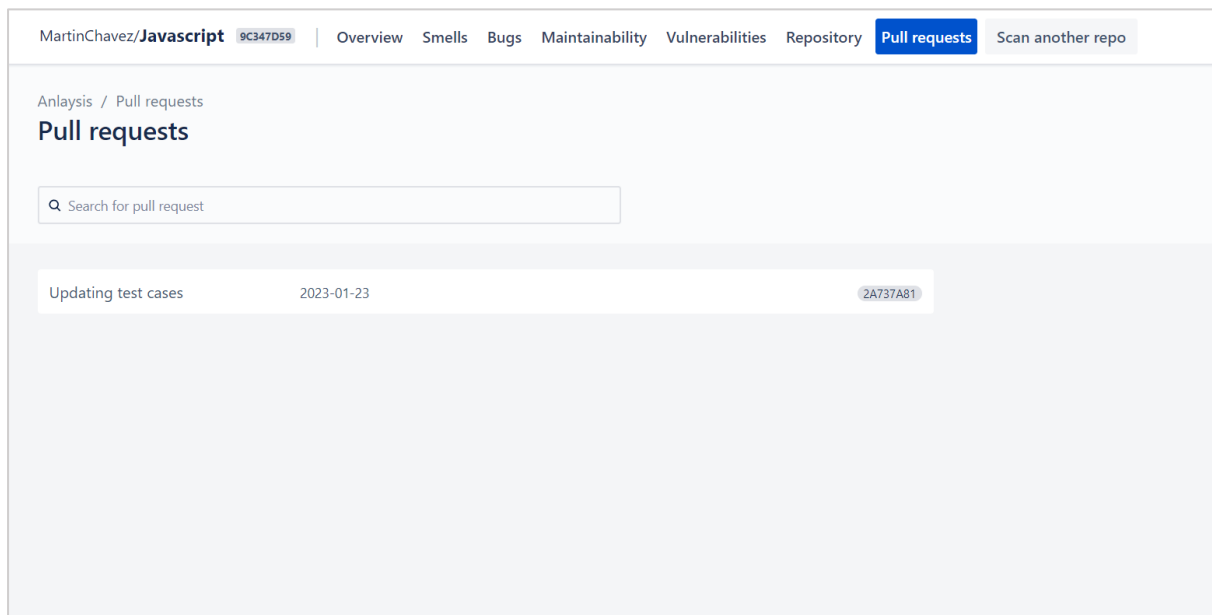 MartinChavez/Javascript 9C347D59 Overview Smells Bugs Maintainability Vulnerabilities Repository Pull requests Scan another repo
Anlaysis / Pull requests
Pull requests
Search for pull request
Updating test cases 2023-01-23 2A737A81